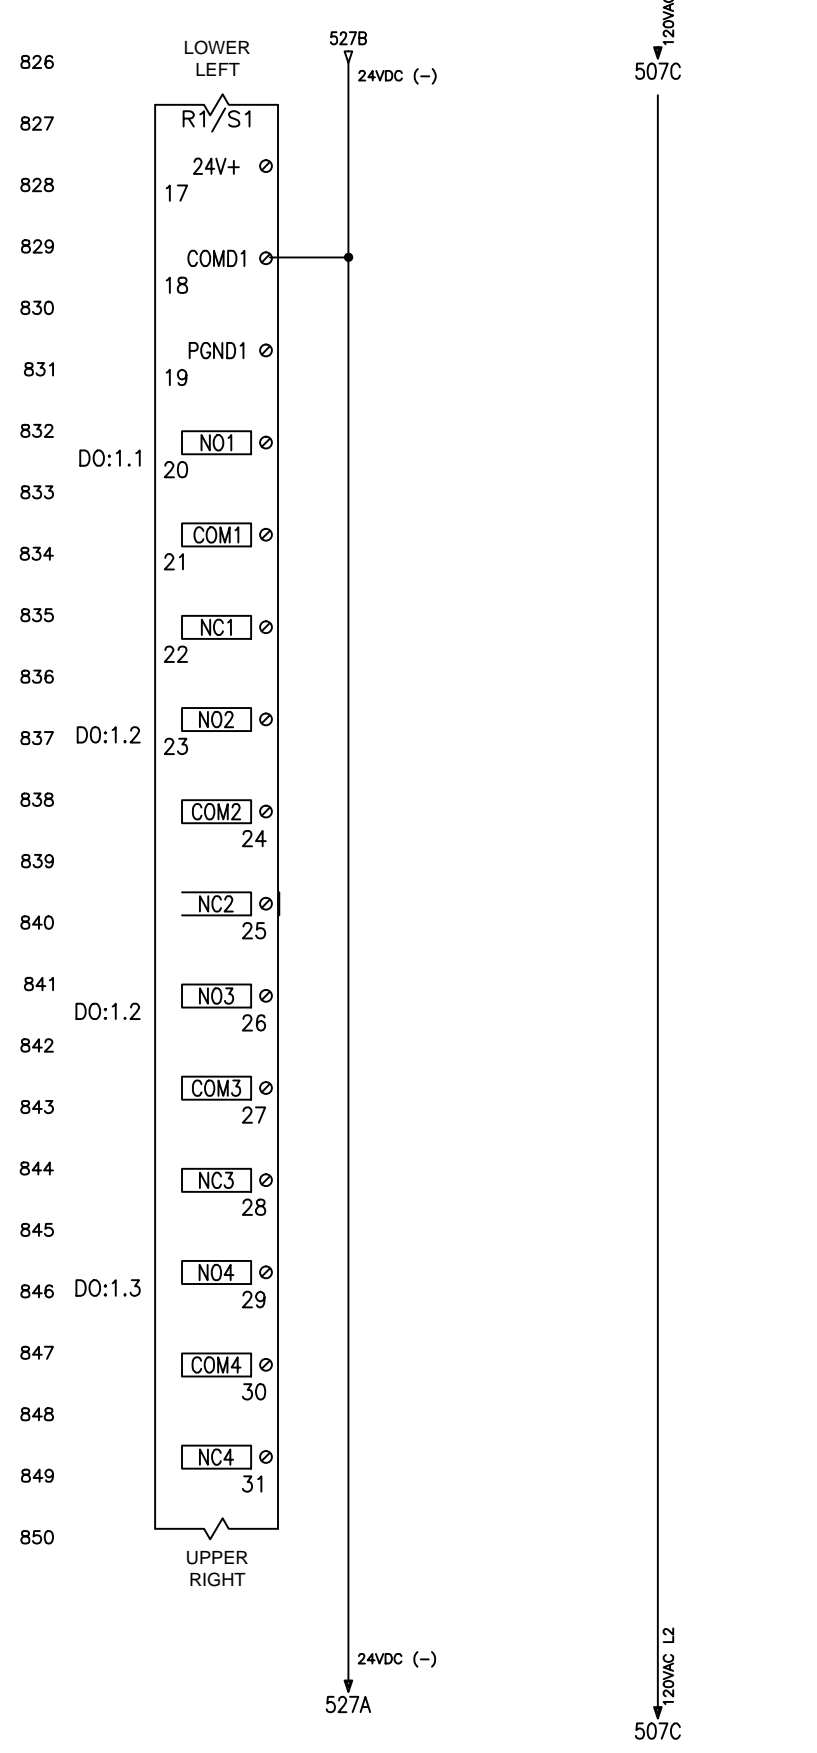 120VAC
527B
LOWER
LEFT
826
24VDC (-)
507C
R1/S1
827
24V+
828
17
829
COMD1
18
830
PGND1
831
19
832
NO1
DO:1.1
20
833
COM1
834
21
835
NC1
22
836
NO2
837
DO:1.2
23
838
COM2
24
839
NC2
840
25
841
NO3
DO:1.2
26
842
COM3
843
27
844
NC3
28
845
NO4
846
DO:1.3
29
847
COM4
30
848
NC4
849
31
850
UPPER
RIGHT
24VDC (-)
120VAC L2
527A
507C